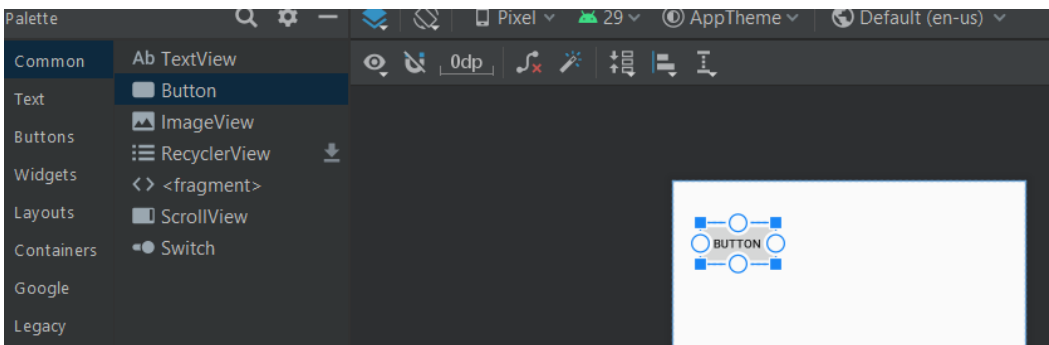 Palette
Pixel 29 AppTheme Default (en-us)
Common
Text
Buttons
Widgets
Layouts
Containers
Google
Legacy
Ab TextView
Button
ImageView
RecyclerView
<fragment>
ScrollView
Switch
0dp
BUTTON